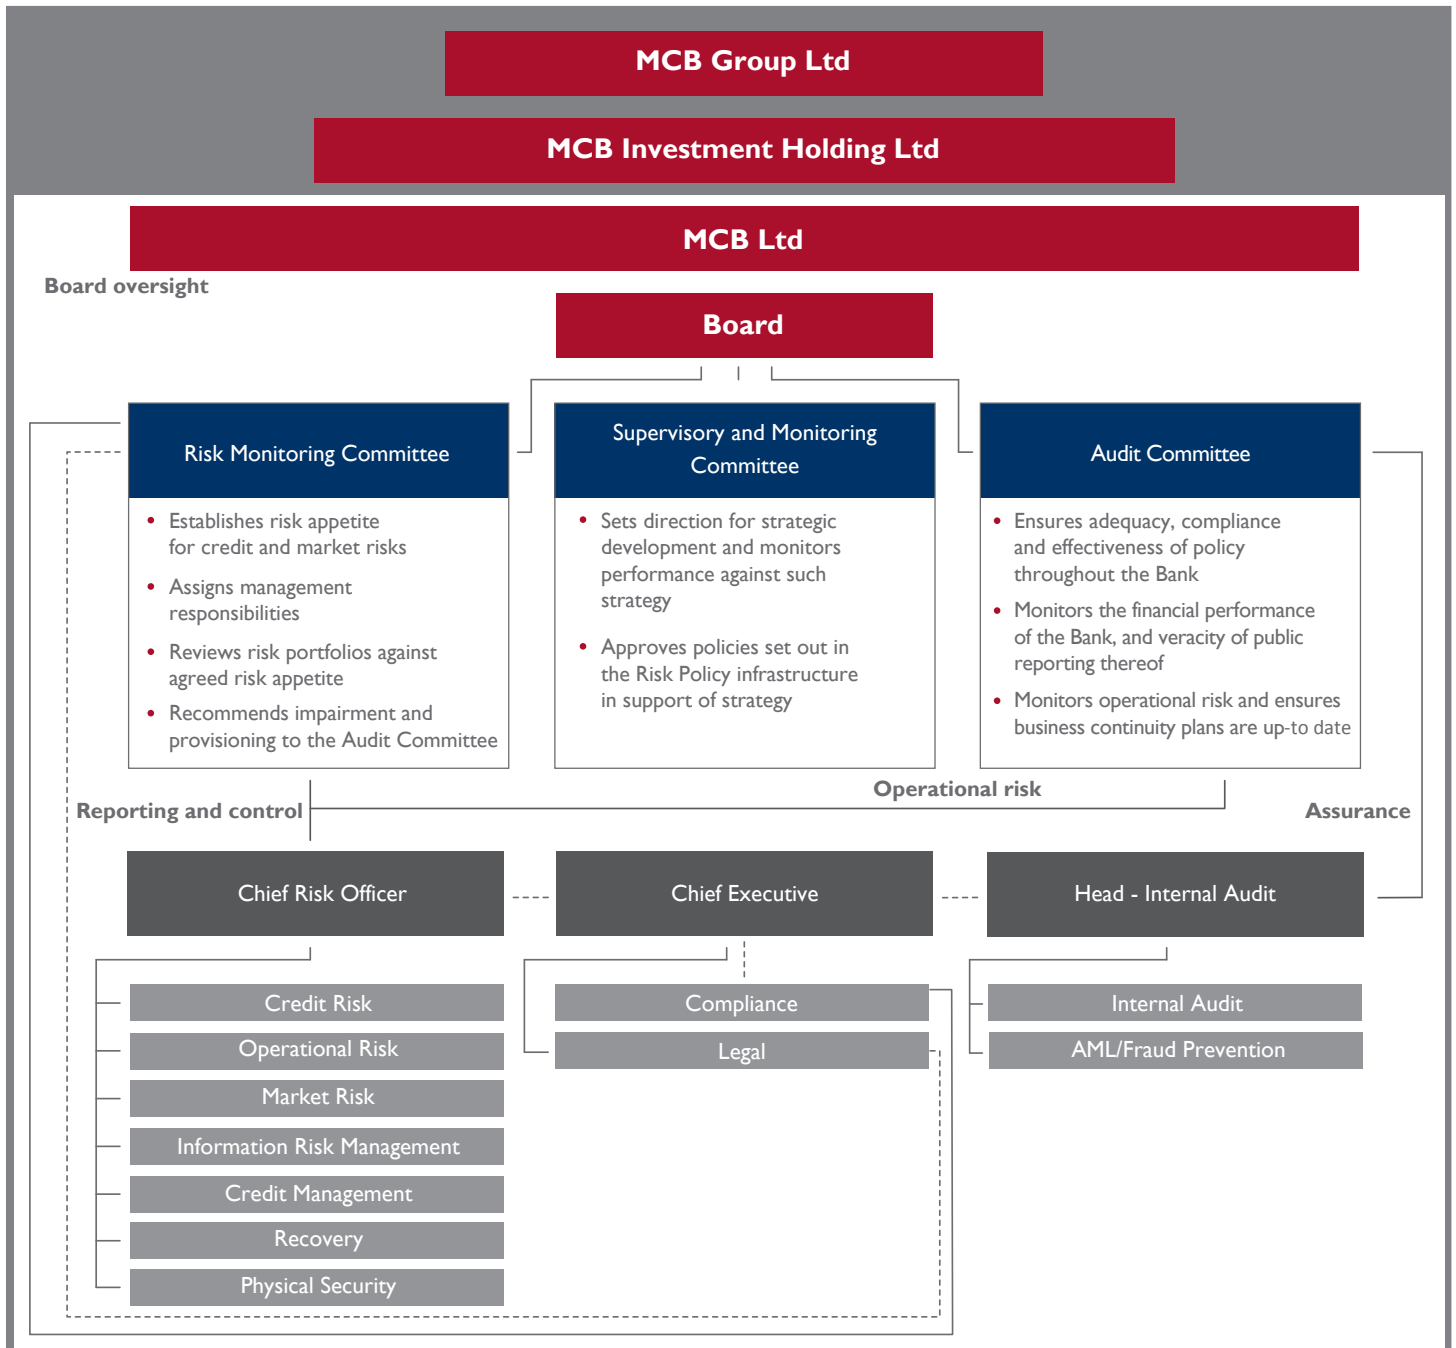 MCB Group Ltd
MCB Investment Holding Ltd
MCB Ltd
Board oversight
Board
Risk Monitoring Committee
• Establishes risk appetite
for credit and market risks
• Assigns management
responsibilities
• Reviews risk portfolios against
agreed risk appetite
• Recommends impairment and
provisioning to the Audit Committee
Supervisory and Monitoring
Committee
• Sets direction for strategic
development and monitors
performance against such
strategy
• Approves policies set out in
the Risk Policy infrastructure
in support of strategy
Audit Committee
• Ensures adequacy, compliance
and effectiveness of policy
throughout the Bank
• Monitors the financial performance
of the Bank, and veracity of public
reporting thereof
• Monitors operational risk and ensures
business continuity plans are up-to date
Operational risk
Reporting and control
Assurance
Chief Risk Officer
Chief Executive
Head - Internal Audit
Credit Risk
Operational Risk
Market Risk
Information Risk Management
Credit Management
Recovery
Physical Security
Compliance
Legal
Internal Audit
AML/Fraud Prevention